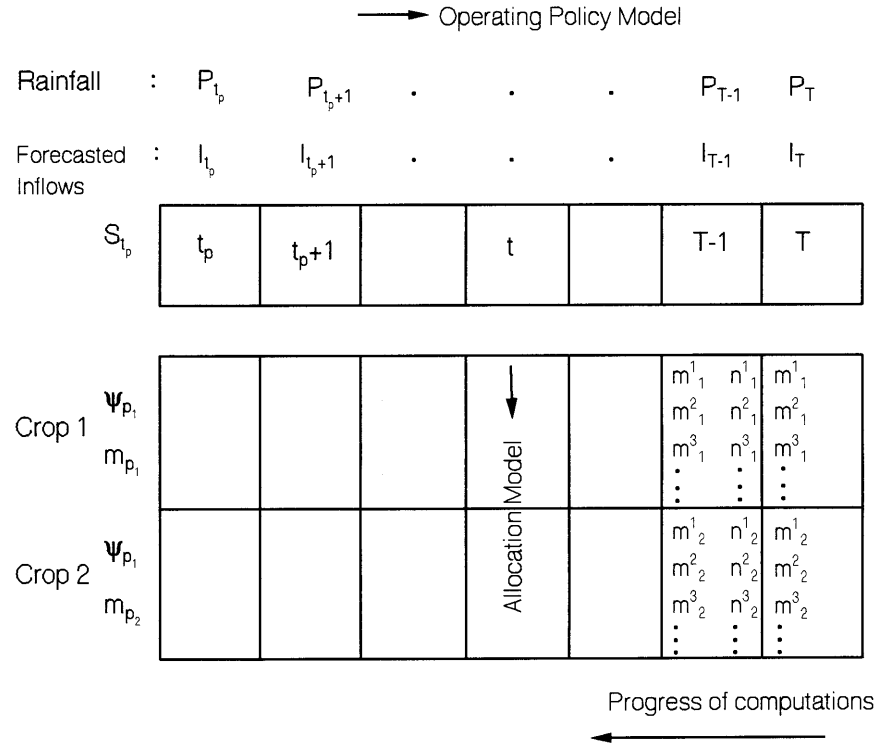 Operating Policy Model
Rainfall : P_{t_p} P_{t_p+1} . . . P_{T-1} P_T
Forecasted : I_{t_p} I_{t_p+1} . . . I_{T-1} I_T
Inflows
S_{t_p} t_p t_p+1 t T-1 T
Crop 1 Ψ_{p_1} m_{p_1}
m^1_1 n^1_1 m^1_1
m^2_1 n^2_1 m^2_1
m^3_1 n^3_1 m^3_1
⋮ ⋮ ⋮
Allocation Model
Crop 2 Ψ_{p_1} m_{p_2}
m^1_2 n^1_2 m^1_2
m^2_2 n^2_2 m^2_2
m^3_2 n^3_2 m^3_2
⋮ ⋮ ⋮
Progress of computations